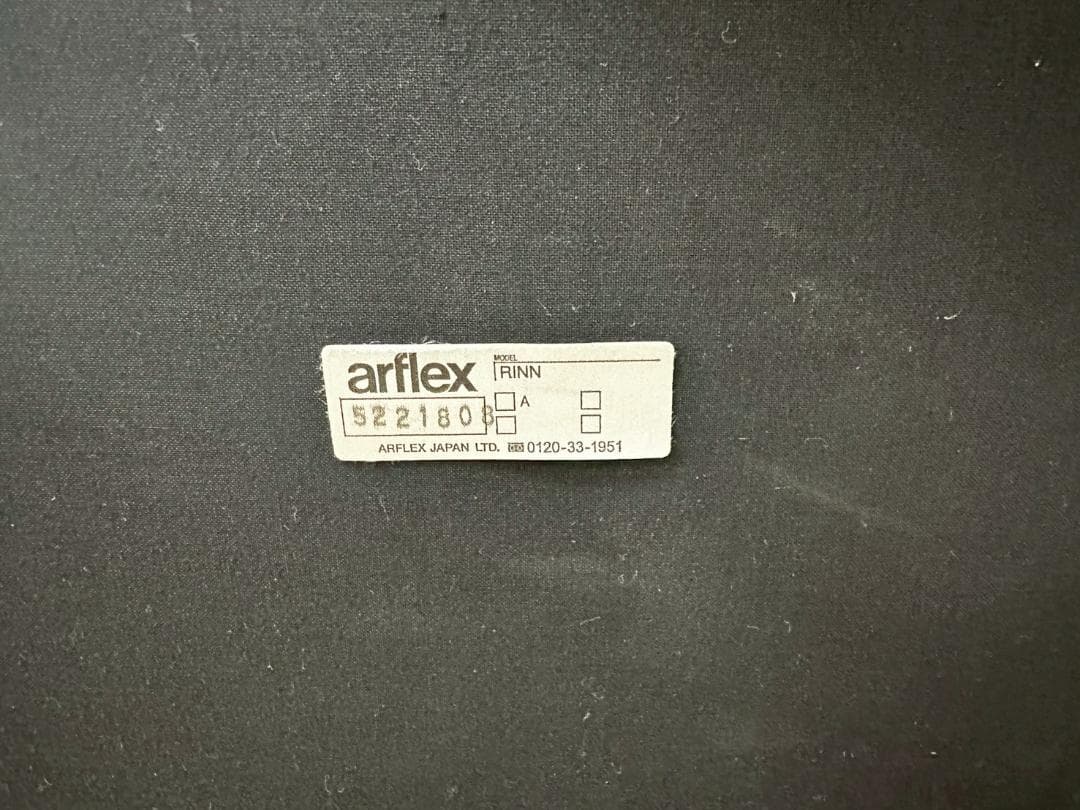 arflex
MODEL
RINN
5221808
A
ARFLEX JAPAN LTD. 0120-33-1951